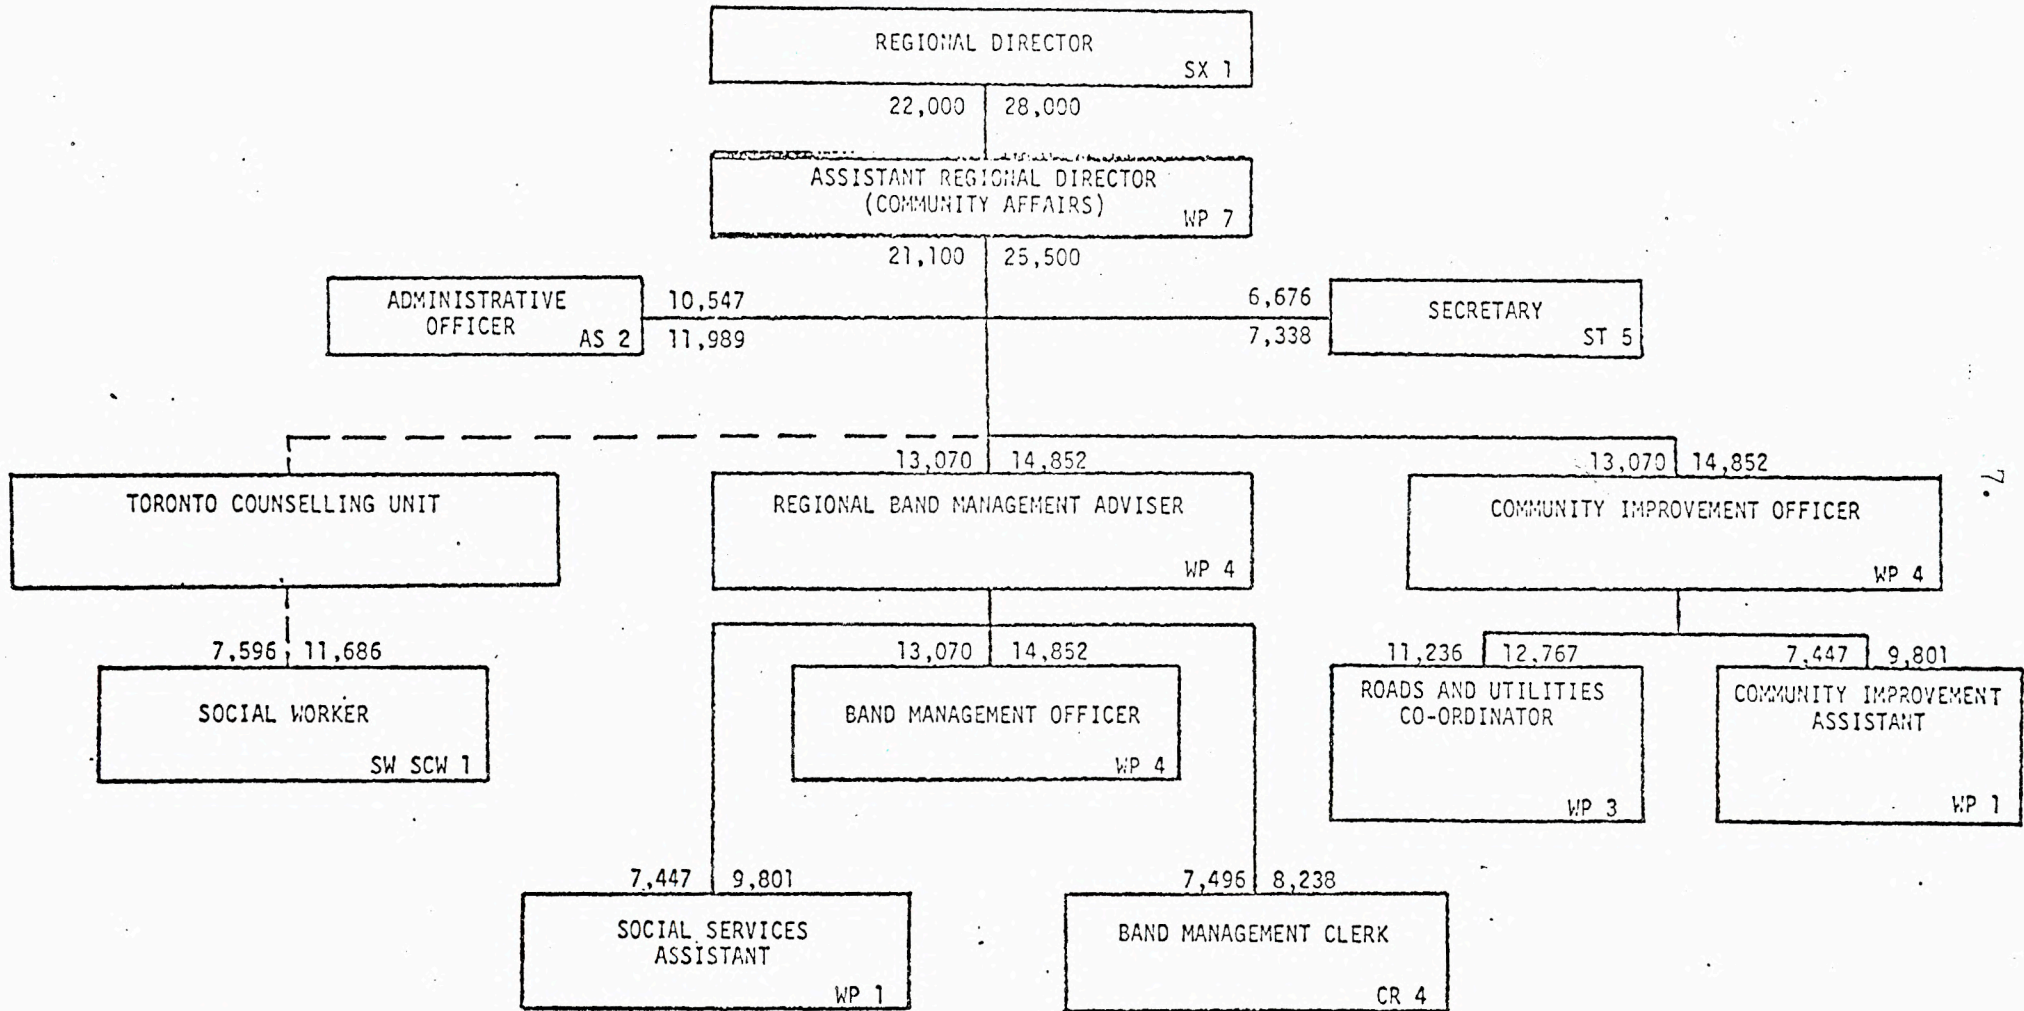 REGIONAL DIRECTOR
SX 1
22,000 28,000
ASSISTANT REGIONAL DIRECTOR
(COMMUNITY AFFAIRS)
WP 7
21,100 25,500
ADMINISTRATIVE
OFFICER
AS 2
10,547
11,989
6,676
7,338
SECRETARY
ST 5
TORONTO COUNSELLING UNIT
13,070 14,852
REGIONAL BAND MANAGEMENT ADVISER
WP 4
13,070 14,852
COMMUNITY IMPROVEMENT OFFICER
WP 4
7.
7,596 11,686
SOCIAL WORKER
SW SCW 1
13,070 14,852
BAND MANAGEMENT OFFICER
WP 4
11,236 12,767
ROADS AND UTILITIES
CO-ORDINATOR
WP 3
7,447 9,801
COMMUNITY IMPROVEMENT
ASSISTANT
WP 1
7,447 9,801
SOCIAL SERVICES
ASSISTANT
WP 1
7,496 8,238
BAND MANAGEMENT CLERK
CR 4